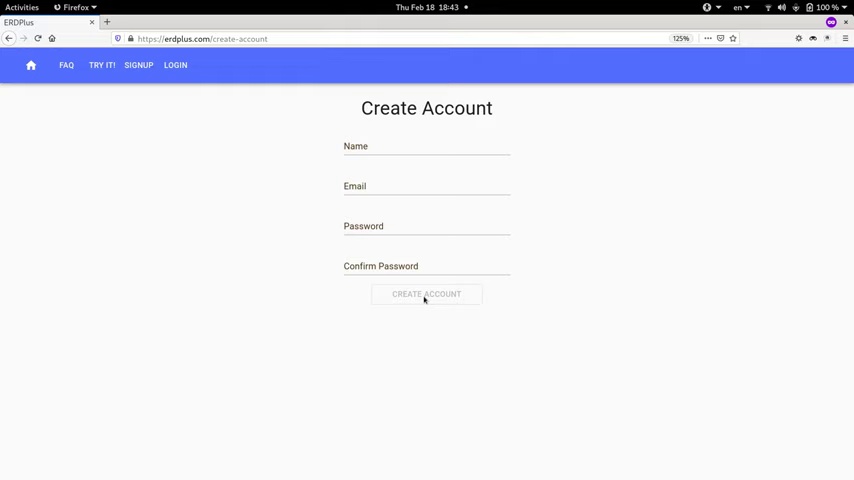 Activities Firefox Thu Feb 18 18:43 en 100 %
ERDPlus
https://erdplus.com/create-account 125%
FAQ TRY IT! SIGNUP LOGIN
Create Account
Name
Email
Password
Confirm Password
CREATE ACCOUNT